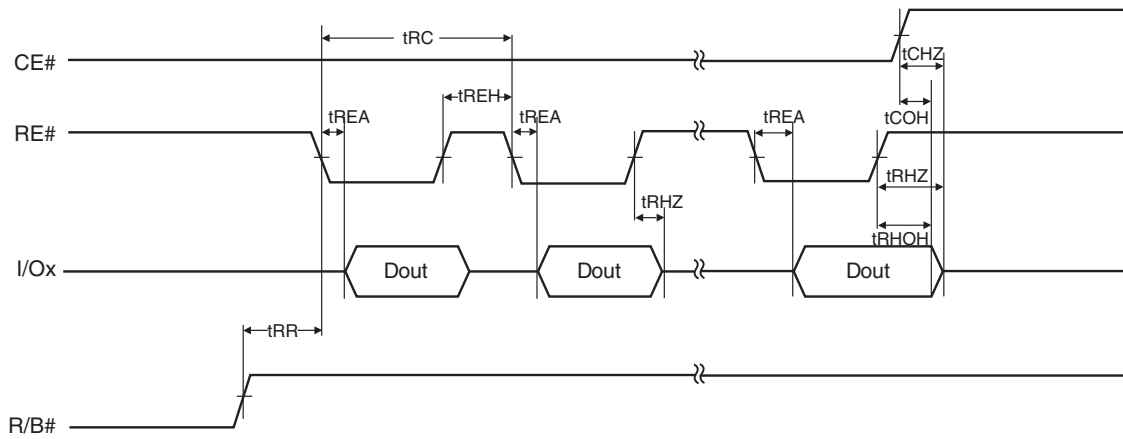 tRC
tCHZ
CE#
tREH
tCOH
tREA
tREA
tREA
RE#
tRHZ
tRHZ
tRHOH
I/Ox
Dout
Dout
Dout
tRR
R/B#